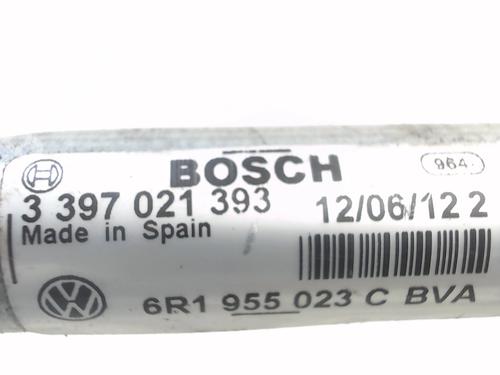 BOSCH 964
3 397 021 393 12/06/12 2
Made in Spain
6R1 955 023 C BVA